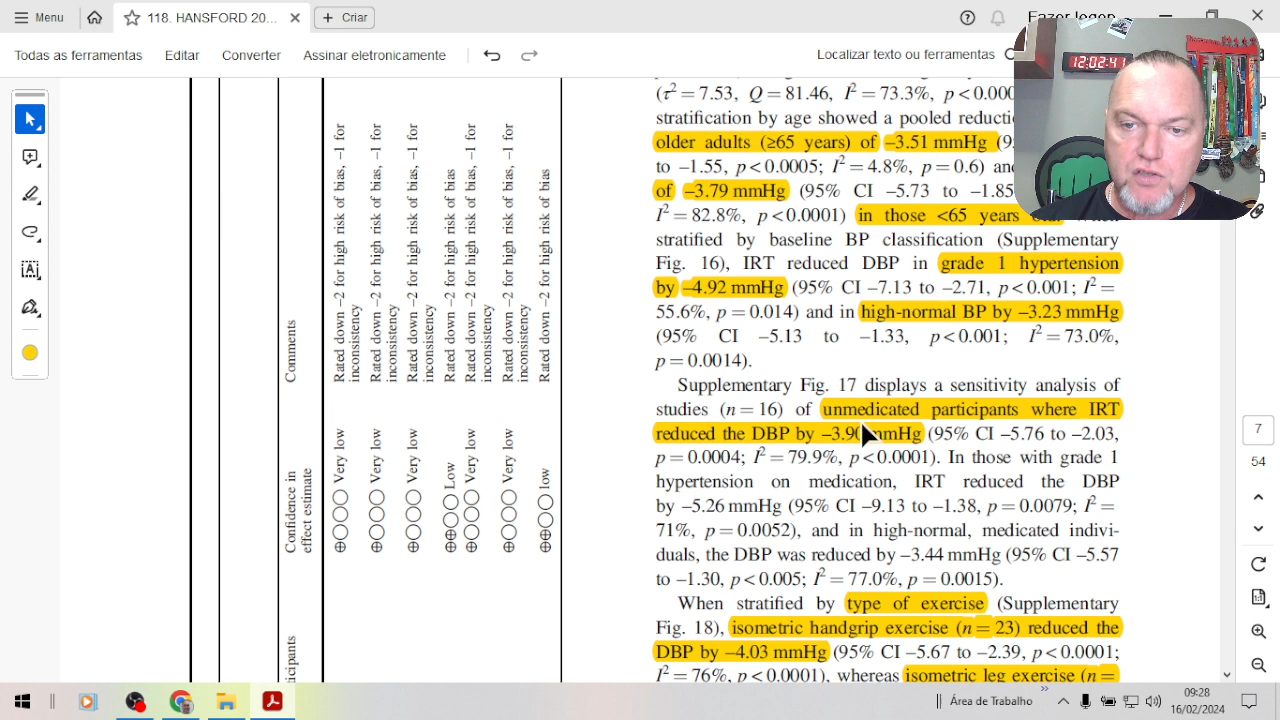 Menu
118. HANSFORD 20...
Criar
Fazer logon
Todas as ferramentas
Editar
Converter
Assinar eletronicamente
Localizar texto ou ferramentas
12:02:41
Comments
Rated down −2 for high risk of bias, −1 for
inconsistency
Rated down −2 for high risk of bias, −1 for
inconsistency
Rated down −2 for high risk of bias, −1 for
inconsistency
Rated down −2 for high risk of bias
Rated down −2 for high risk of bias, −1 for
inconsistency
Rated down −2 for high risk of bias, −1 for
inconsistency
Rated down −2 for high risk of bias
Confidence in
effect estimate
⊕◯◯◯ Very low
⊕◯◯◯ Very low
⊕◯◯◯ Very low
⊕⊕◯◯ Low
⊕◯◯◯ Very low
⊕◯◯◯ Very low
⊕⊕◯◯ low
(τ² = 7.53, Q = 81.46, I² = 73.3%, p < 0.000
stratification by age showed a pooled reducti
older adults (≥65 years) of −3.51 mmHg (9
to −1.55, p < 0.0005; I² = 4.8%, p = 0.6) an
of −3.79 mmHg (95% CI −5.73 to −1.85
I² = 82.8%, p < 0.0001) in those <65 years
stratified by baseline BP classification (Supplementary
Fig. 16), IRT reduced DBP in grade 1 hypertension
by −4.92 mmHg (95% CI −7.13 to −2.71, p < 0.001; I² =
55.6%, p = 0.014) and in high-normal BP by −3.23 mmHg
(95% CI −5.13 to −1.33, p < 0.001; I² = 73.0%,
p = 0.0014).
Supplementary Fig. 17 displays a sensitivity analysis of
studies (n = 16) of unmedicated participants where IRT
reduced the DBP by −3.90 mmHg (95% CI −5.76 to −2.03,
p = 0.0004; I² = 79.9%, p < 0.0001). In those with grade 1
hypertension on medication, IRT reduced the DBP
by −5.26 mmHg (95% CI −9.13 to −1.38, p = 0.0079; I² =
71%, p = 0.0052), and in high-normal, medicated indivi-
duals, the DBP was reduced by −3.44 mmHg (95% CI −5.57
to −1.30, p < 0.005; I² = 77.0%, p = 0.0015).
When stratified by type of exercise (Supplementary
Fig. 18), isometric handgrip exercise (n = 23) reduced the
DBP by −4.03 mmHg (95% CI −5.67 to −2.39, p < 0.0001;
I² = 76%, p < 0.0001), whereas isometric leg exercise (n =
7
54
Área de Trabalho
09:28
16/02/2024